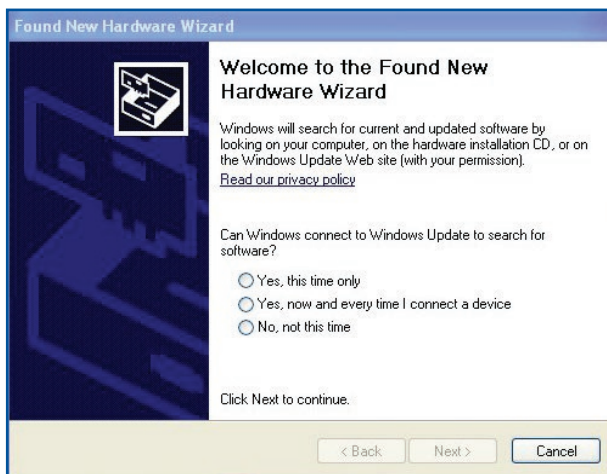 Found New Hardware Wizard
Welcome to the Found New
Hardware Wizard
Windows will search for current and updated software by
looking on your computer, on the hardware installation CD, or on
the Windows Update Web site (with your permission).
Read our privacy policy
Can Windows connect to Windows Update to search for
software?
Yes, this time only
Yes, now and every time I connect a device
No, not this time
Click Next to continue.
< Back Next > Cancel